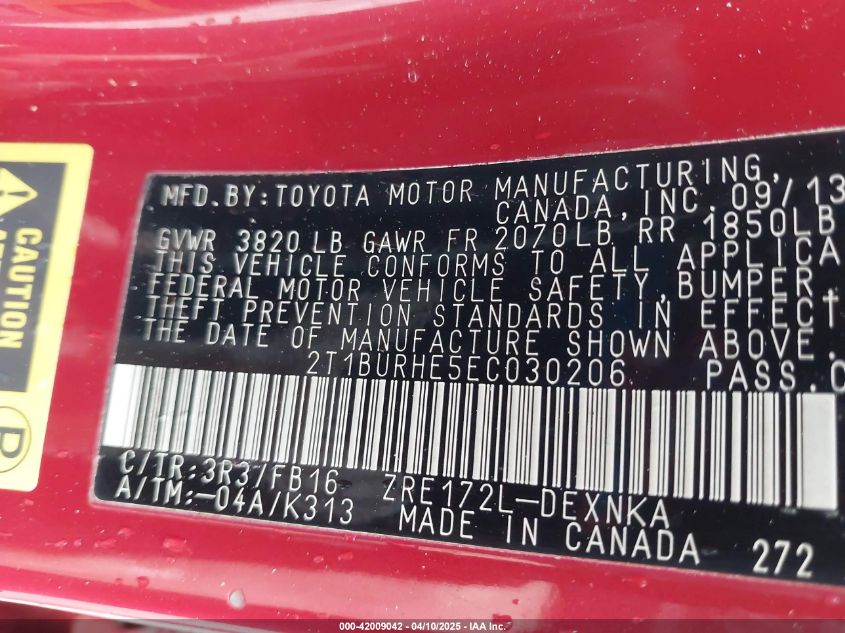 CAUTION
MFD. BY: TOYOTA MOTOR MANUFACTURING,
CANADA, INC. 09/13
GVWR 3820 LB GAWR FR 2070LB RR 1850LB
THIS VEHICLE CONFORMS TO ALL APPLICA
FEDERAL MOTOR VEHICLE SAFETY, BUMPER,
THEFT PREVENTION STANDARDS IN EFFECT
THE DATE OF MANUFACTURE SHOWN ABOVE.
2T1BURHE5EC030206 PASS.C
C/TR:3R3/FB16 ZRE172L-DEXNKA
A/TM:-04A/K313 MADE IN CANADA 272
000-42009042 - 04/10/2025 - IAA Inc.